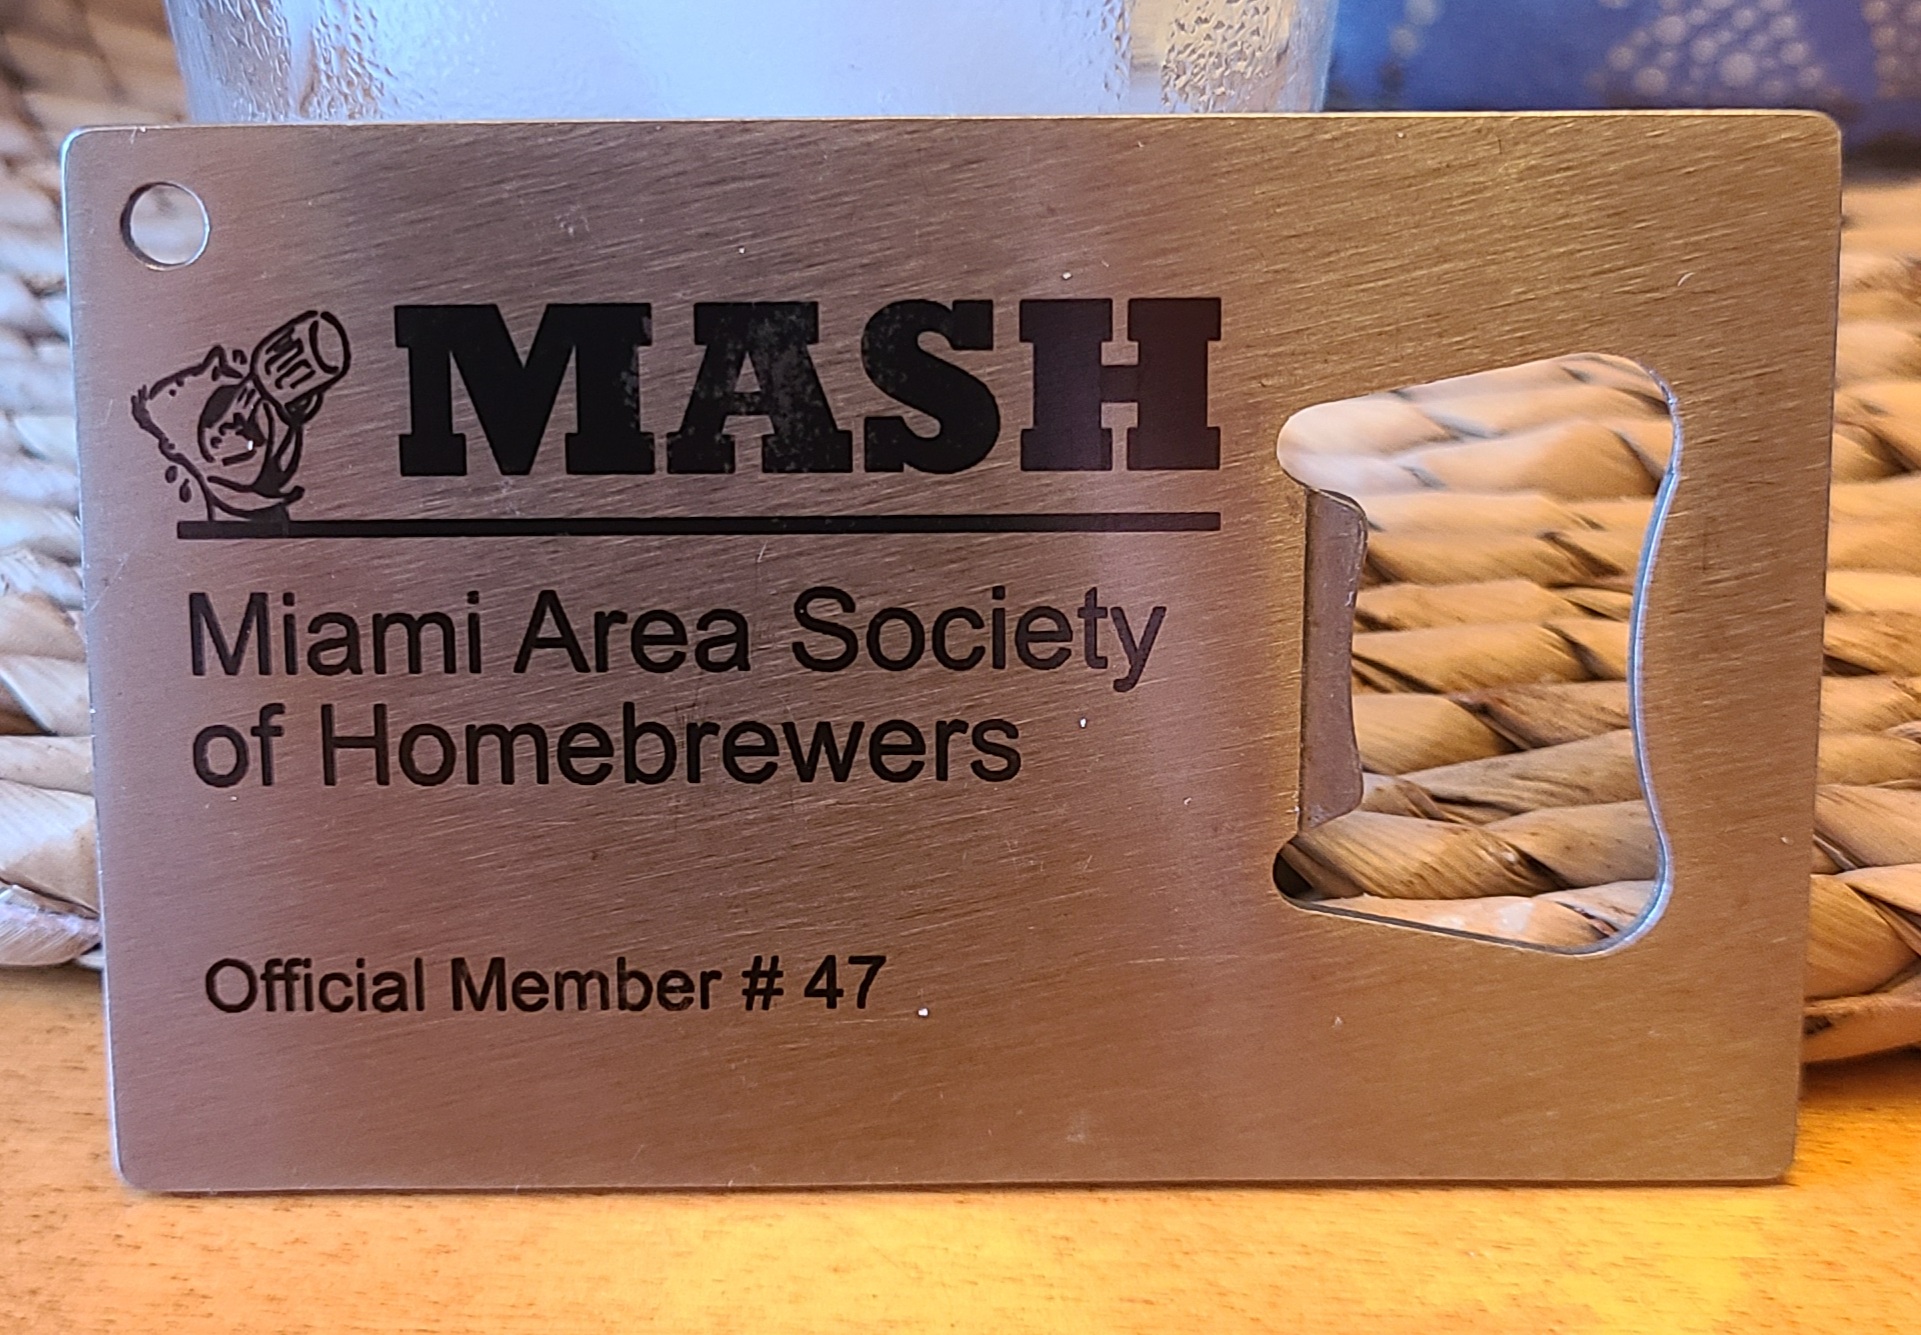 MASH
Miami Area Society
of Homebrewers
Official Member # 47